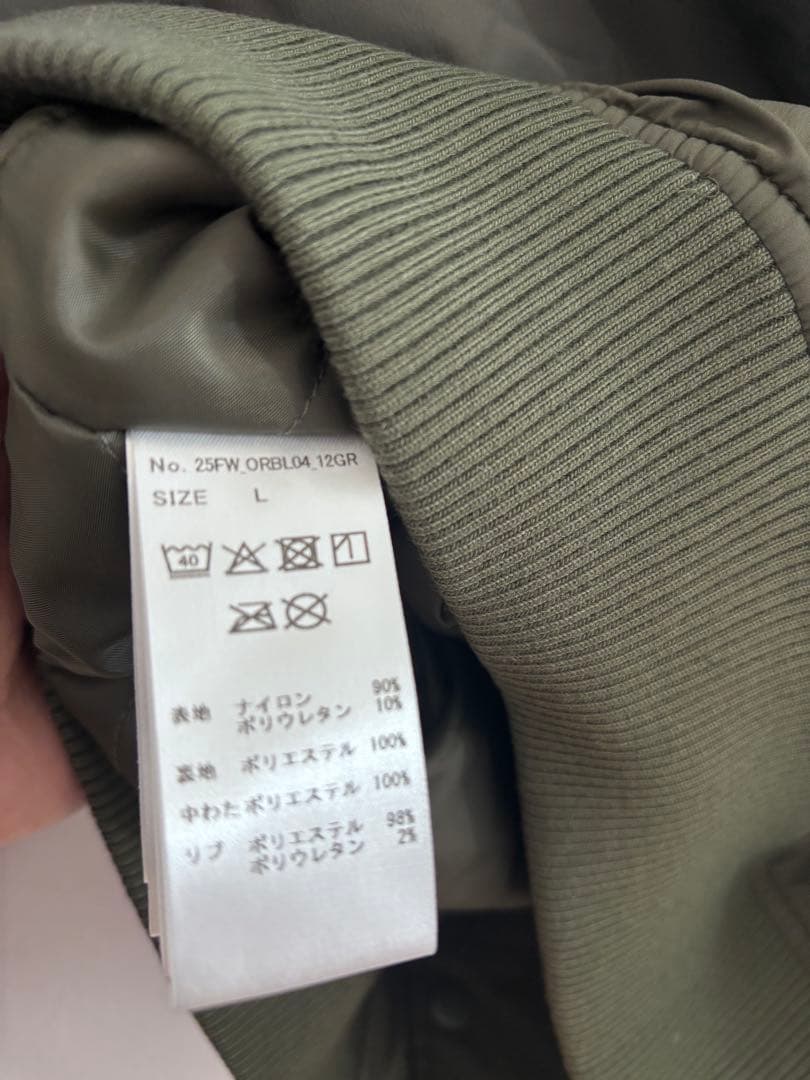 No. 25FW_ORBL04_12GR
SIZE L
40
表地 ナイロン 90%
ポリウレタン 10%
裏地 ポリエステル 100%
中わた ポリエステル 100%
リブ ポリエステル 98%
ポリウレタン 2%